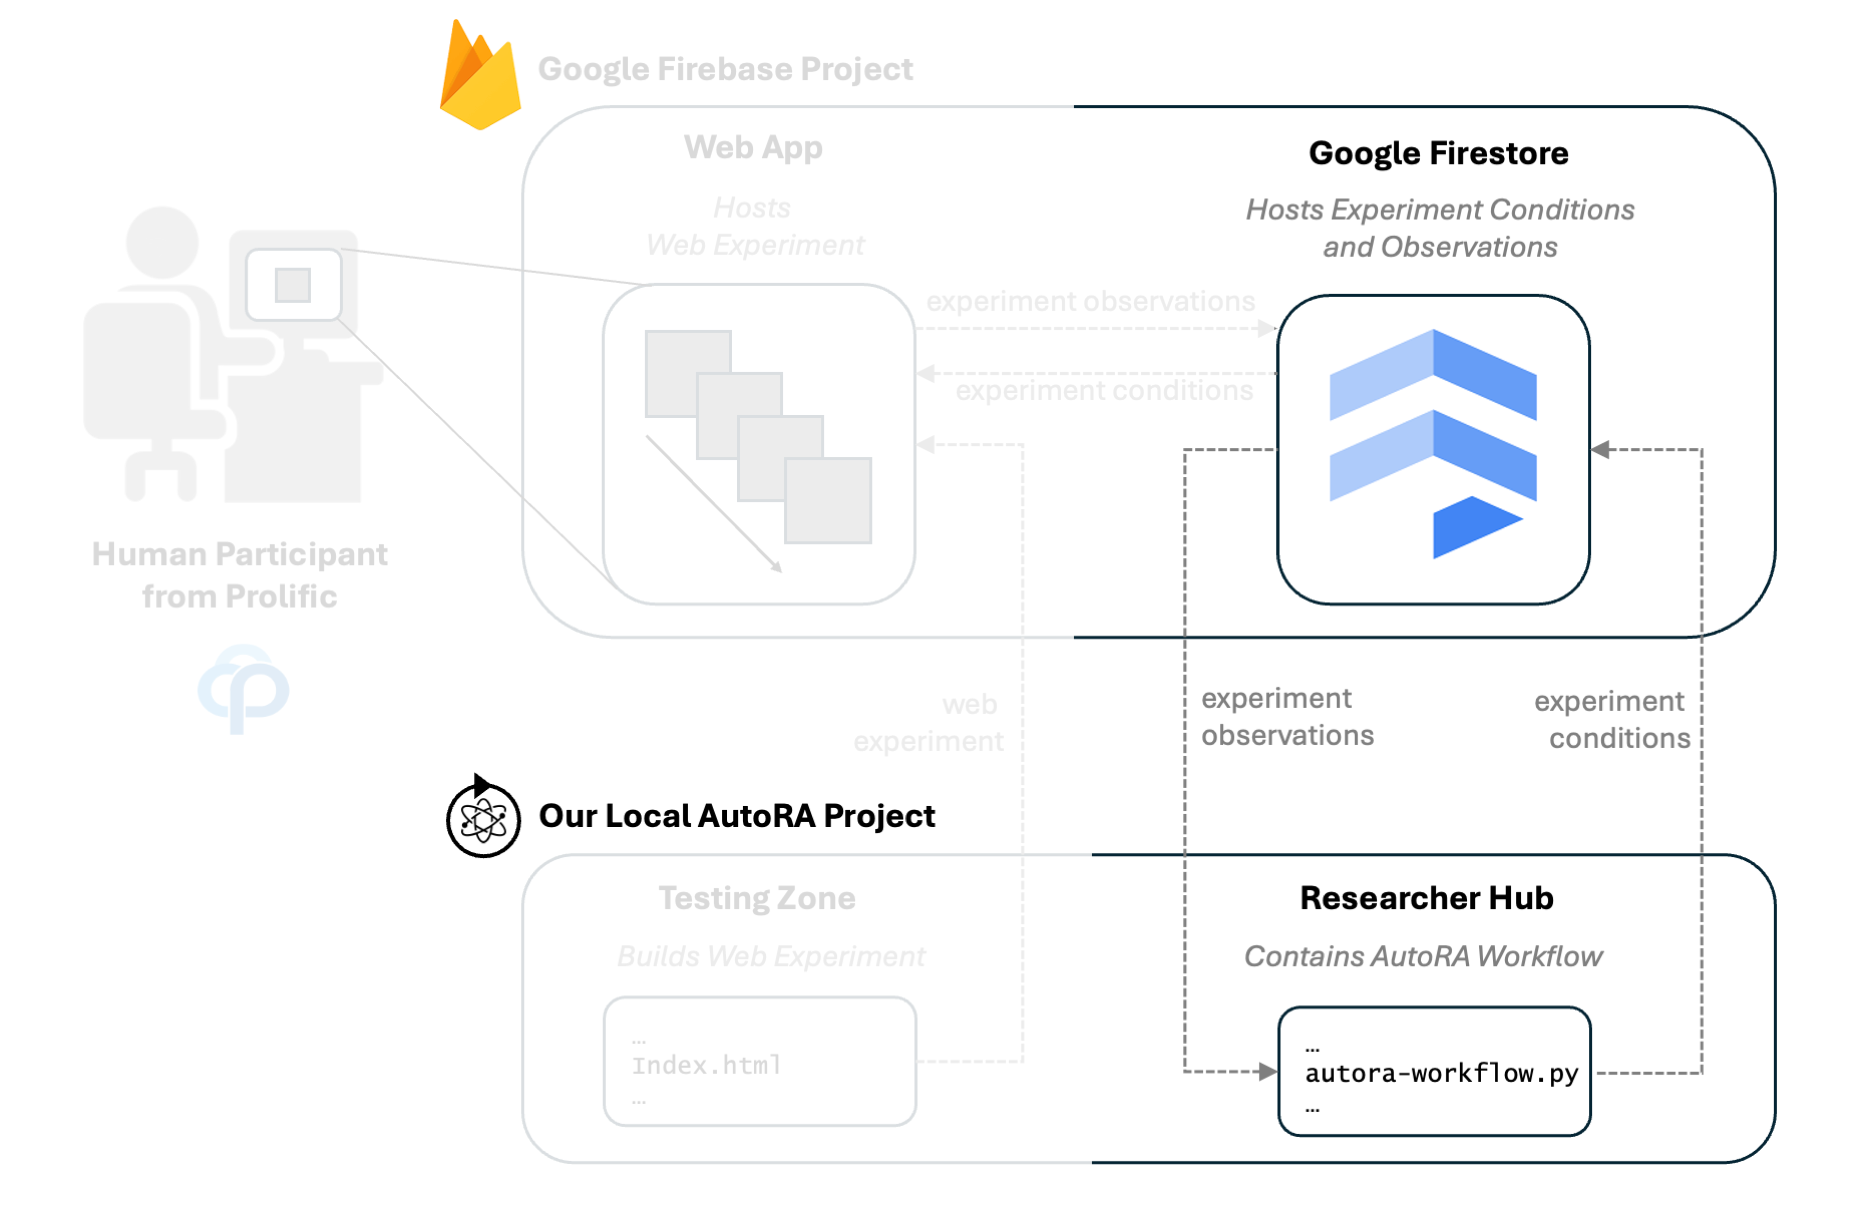 Google Firebase Project
Web App
Hosts
Web Experiment
Google Firestore
Hosts Experiment Conditions
and Observations
experiment observations
experiment conditions
Human Participant
from Prolific
web
experiment
experiment
observations
experiment
conditions
Our Local AutoRA Project
Testing Zone
Builds Web Experiment
...
Index.html
...
Researcher Hub
Contains AutoRA Workflow
...
autora-workflow.py
...